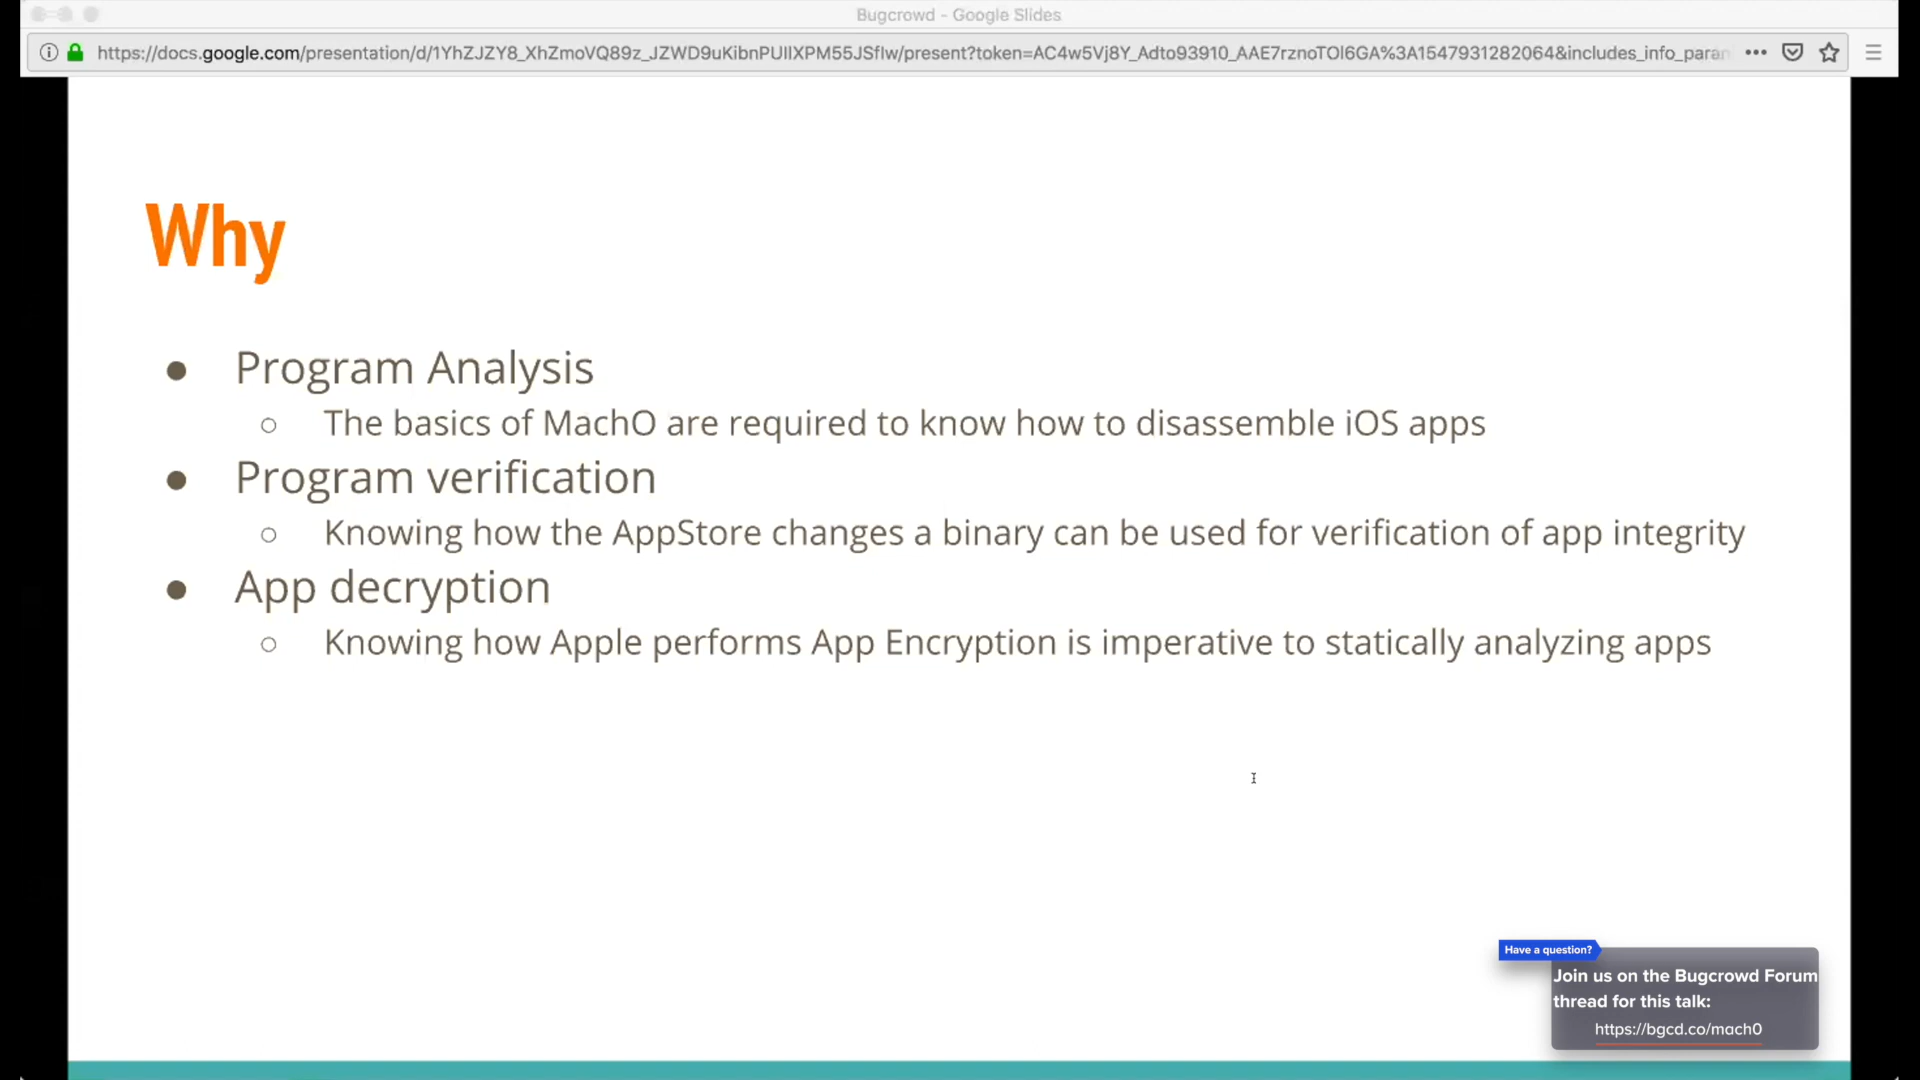 Bugcrowd - Google Slides
https://docs.google.com/presentation/d/1YhZJZY8_XhZmoVQ89z_JZWD9uKibnPUIlXPM55JSflw/present?token=AC4w5Vj8Y_Adto93910_AAE7rznoTOl6GA%3A1547931282064&includes_info_param
Why
● Program Analysis
○ The basics of MachO are required to know how to disassemble iOS apps
● Program verification
○ Knowing how the AppStore changes a binary can be used for verification of app integrity
● App decryption
○ Knowing how Apple performs App Encryption is imperative to statically analyzing apps
Have a question?
Join us on the Bugcrowd Forum
thread for this talk:
https://bgcd.co/mach0